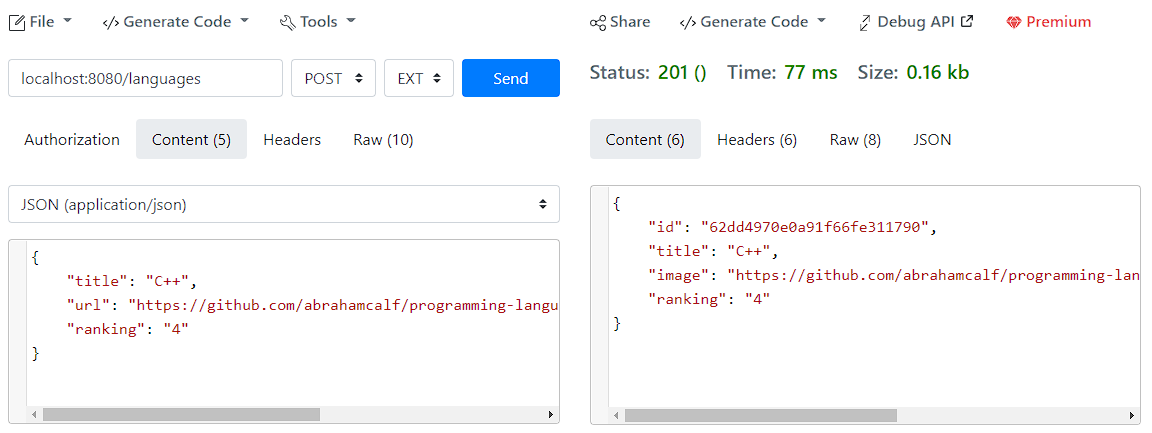 File Generate Code Tools
Share Generate Code Debug API Premium
localhost:8080/languages POST EXT Send
Status: 201 () Time: 77 ms Size: 0.16 kb
Authorization Content (5) Headers Raw (10)
Content (6) Headers (6) Raw (8) JSON
JSON (application/json)
{
"title": "C++",
"url": "https://github.com/abrahamcalf/programming-langu
"ranking": "4"
}
{
"id": "62dd4970e0a91f66fe311790",
"title": "C++",
"image": "https://github.com/abrahamcalf/programming-lan
"ranking": "4"
}